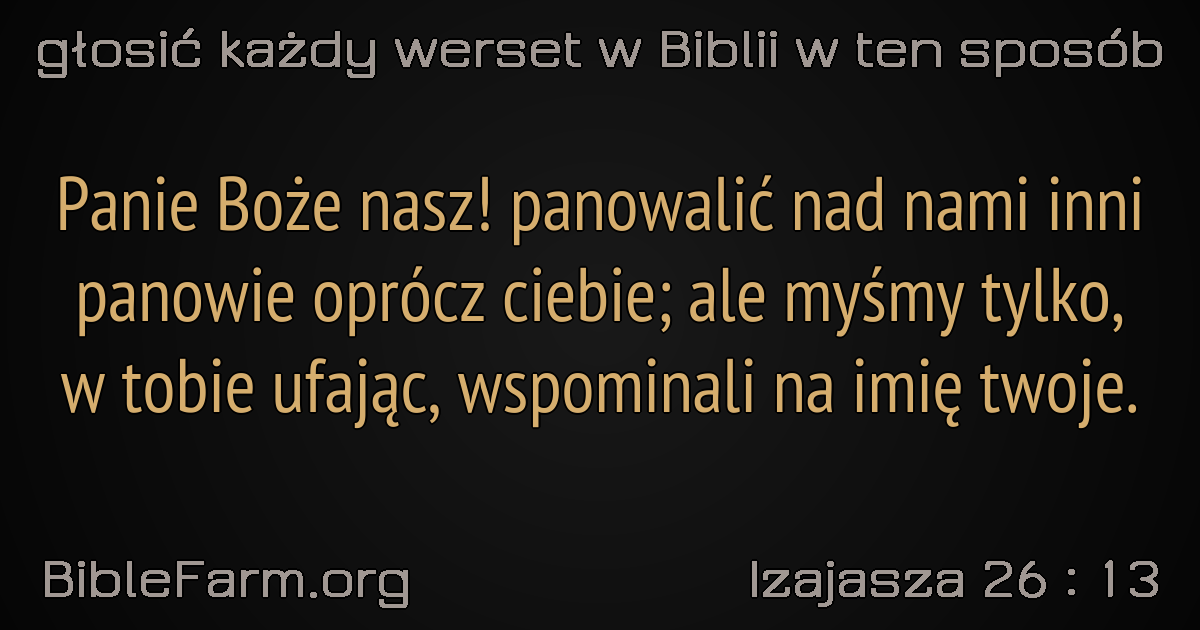 głosić każdy werset w Biblii w ten sposób
Panie Boże nasz! panowalić nad nami inni
panowie oprócz ciebie; ale myśmy tylko,
w tobie ufając, wspominali na imię twoje.
BibleFarm.org
Izajasza 26 : 13